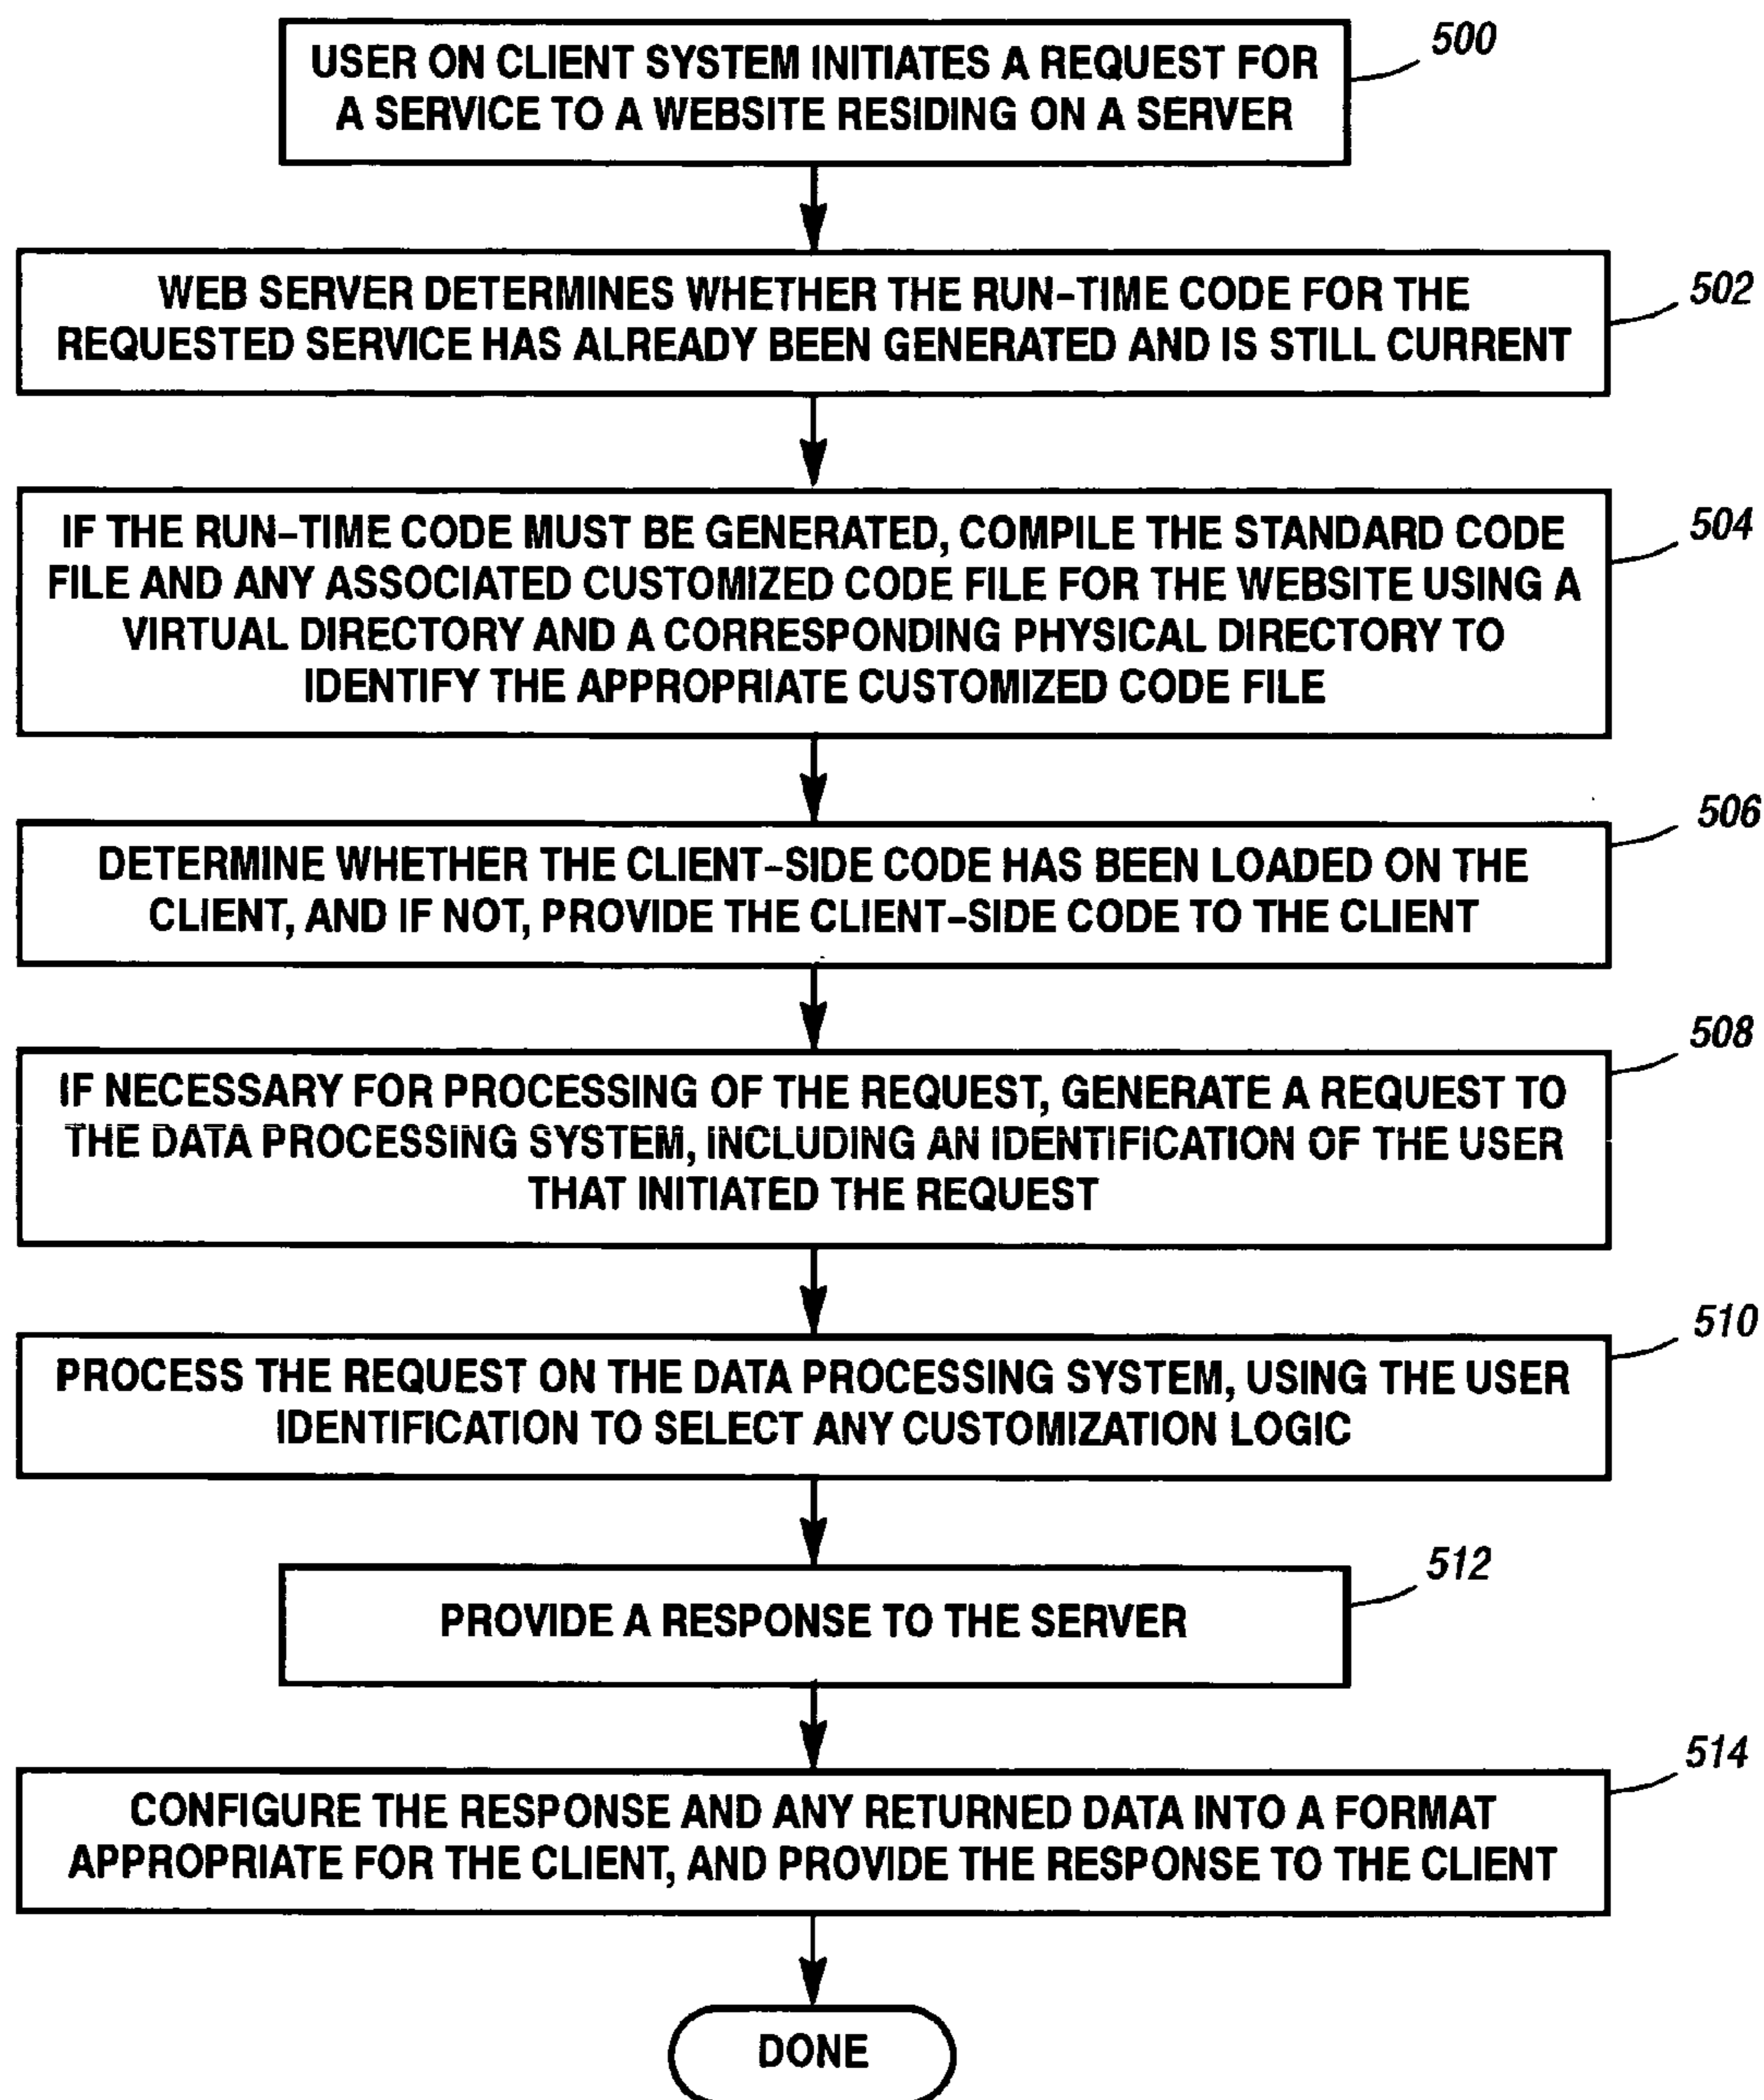 USER ON CLIENT SYSTEM INITIATES A REQUEST FOR
A SERVICE TO A WEBSITE RESIDING ON A SERVER
500
WEB SERVER DETERMINES WHETHER THE RUN-TIME CODE FOR THE
REQUESTED SERVICE HAS ALREADY BEEN GENERATED AND IS STILL CURRENT
502
IF THE RUN-TIME CODE MUST BE GENERATED, COMPILE THE STANDARD CODE
FILE AND ANY ASSOCIATED CUSTOMIZED CODE FILE FOR THE WEBSITE USING A
VIRTUAL DIRECTORY AND A CORRESPONDING PHYSICAL DIRECTORY TO
IDENTIFY THE APPROPRIATE CUSTOMIZED CODE FILE
504
DETERMINE WHETHER THE CLIENT-SIDE CODE HAS BEEN LOADED ON THE
CLIENT, AND IF NOT, PROVIDE THE CLIENT-SIDE CODE TO THE CLIENT
506
IF NECESSARY FOR PROCESSING OF THE REQUEST, GENERATE A REQUEST TO
THE DATA PROCESSING SYSTEM, INCLUDING AN IDENTIFICATION OF THE USER
THAT INITIATED THE REQUEST
508
PROCESS THE REQUEST ON THE DATA PROCESSING SYSTEM, USING THE USER
IDENTIFICATION TO SELECT ANY CUSTOMIZATION LOGIC
510
PROVIDE A RESPONSE TO THE SERVER
512
CONFIGURE THE RESPONSE AND ANY RETURNED DATA INTO A FORMAT
APPROPRIATE FOR THE CLIENT, AND PROVIDE THE RESPONSE TO THE CLIENT
514
DONE